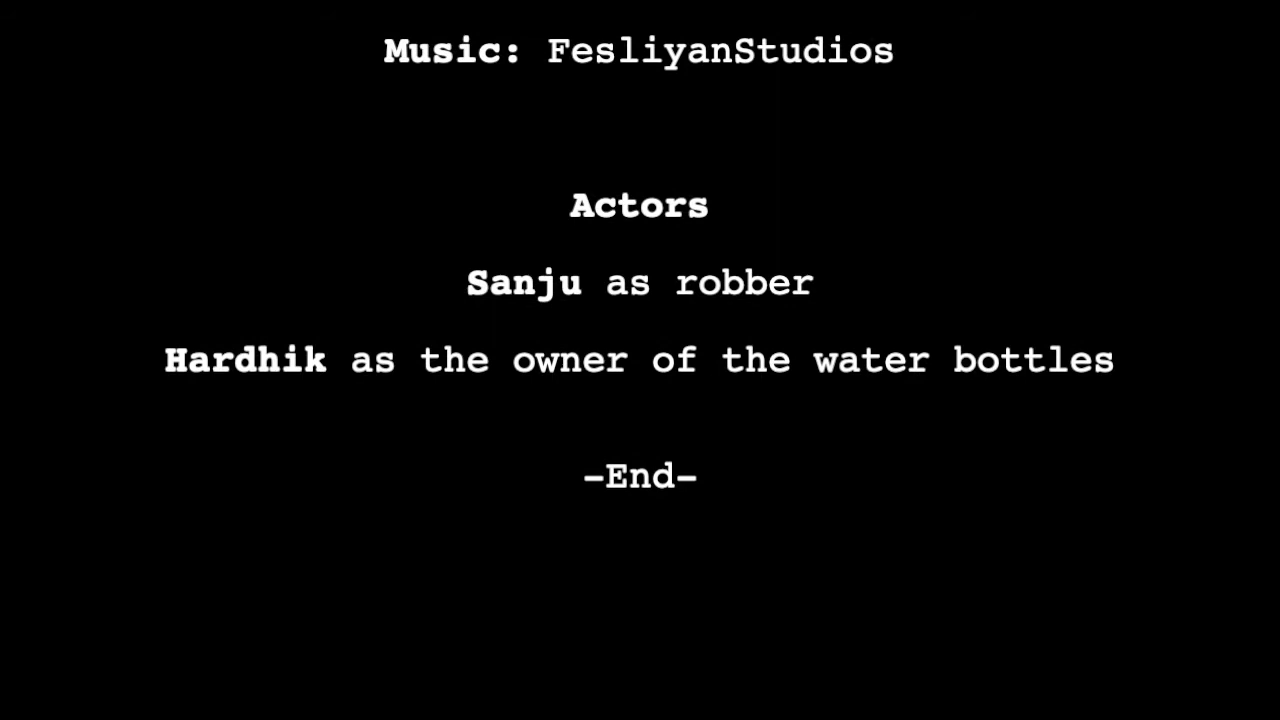 Music: FesliyanStudios
Actors
Sanju as robber
Hardhik as the owner of the water bottles
-End-